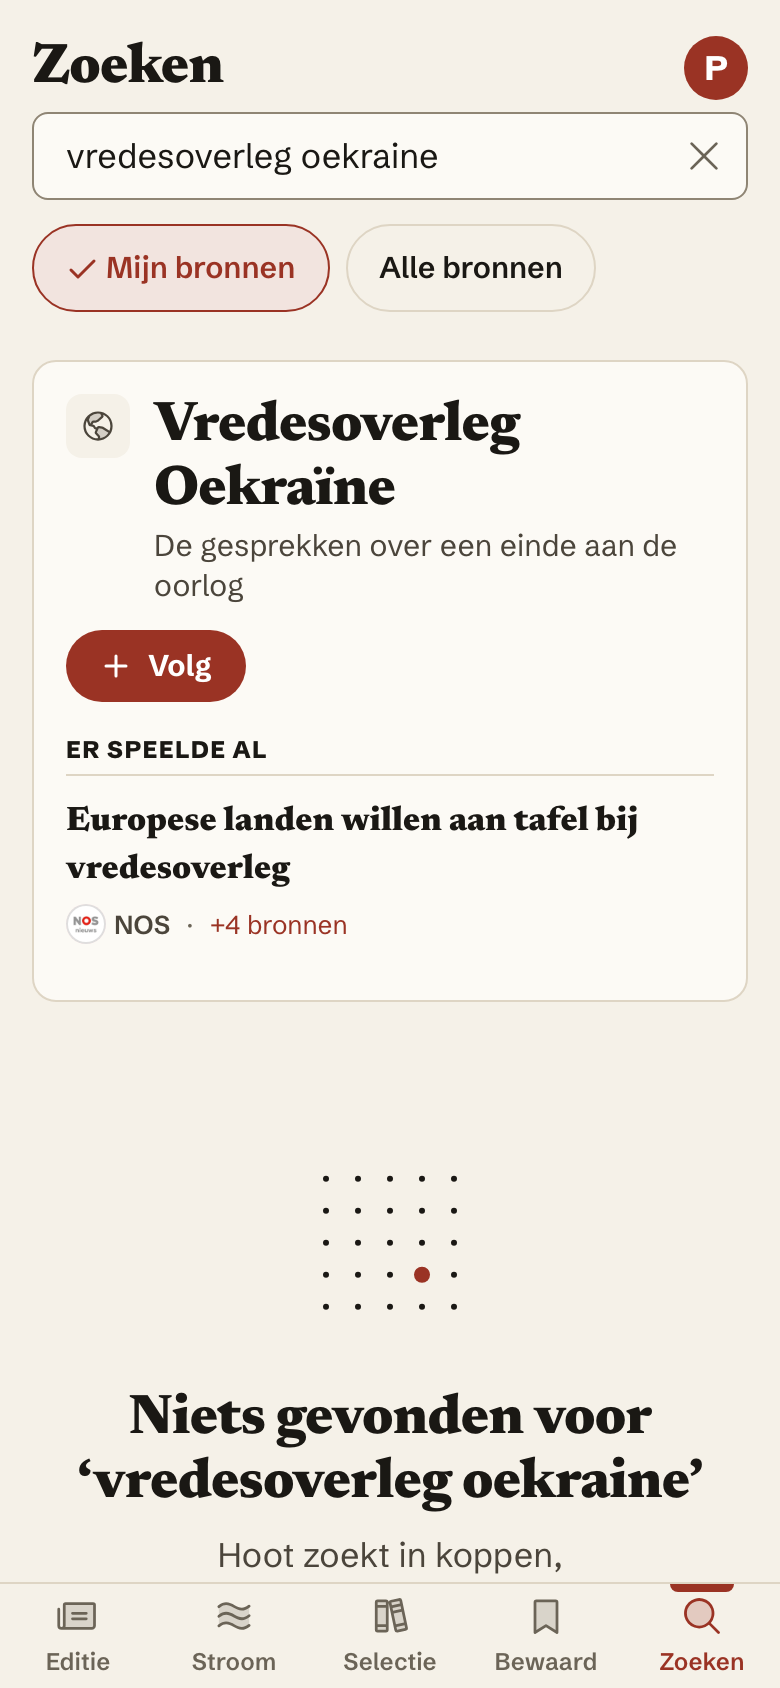 Zoeken
P
vredesoverleg oekraine
Mijn bronnen
Alle bronnen
Vredesoverleg
Oekraïne
De gesprekken over een einde aan de
oorlog
+ Volg
ER SPEELDE AL
Europese landen willen aan tafel bij
vredesoverleg
NOS nieuws NOS · +4 bronnen
Niets gevonden voor
‘vredesoverleg oekraine’
Hoot zoekt in koppen,
Editie Stroom Selectie Bewaard Zoeken